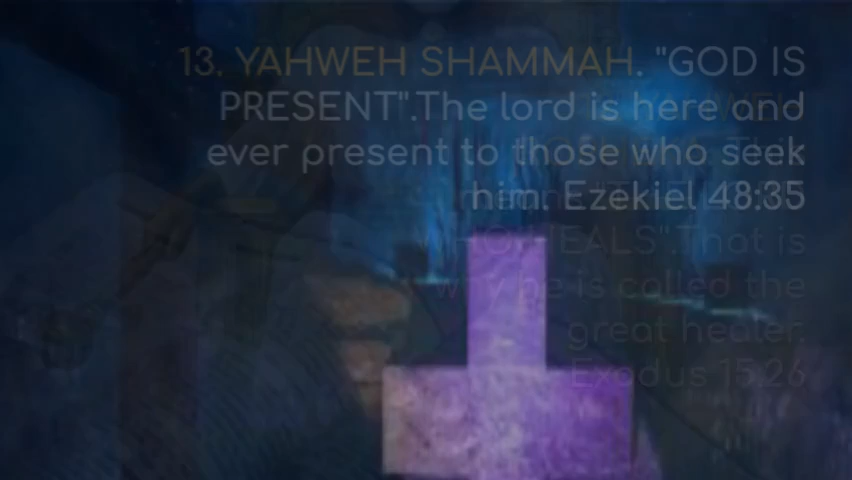 13. YAHWEH SHAMMAH. "GOD IS
PRESENT".The lord is here and
ever present to those who seek
him. Ezekiel 48:35
HEALS".That is
why he is called the
great healer.
Exodus 15:26